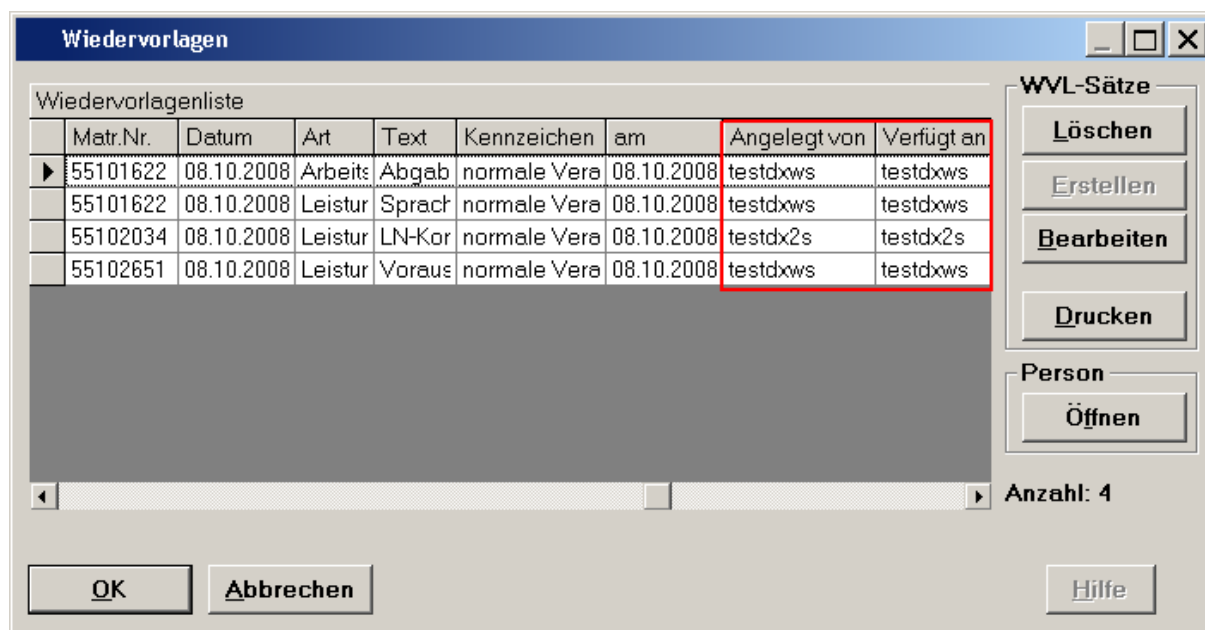 Wiedervorlagen
Wiedervorlagenliste
Matr.Nr. Datum Art Text Kennzeichen am Angelegt von Verfügt an
55101622 08.10.2008 Arbeits Abgab normale Vera 08.10.2008 testdxws testdxws
55101622 08.10.2008 Leistur Sprach normale Vera 08.10.2008 testdxws testdxws
55102034 08.10.2008 Leistur LN-Kor normale Vera 08.10.2008 testdx2s testdx2s
55102651 08.10.2008 Leistur Voraus normale Vera 08.10.2008 testdxws testdxws
WVL-Sätze
Löschen
Erstellen
Bearbeiten
Drucken
Person
Öffnen
Anzahl: 4
OK Abbrechen Hilfe